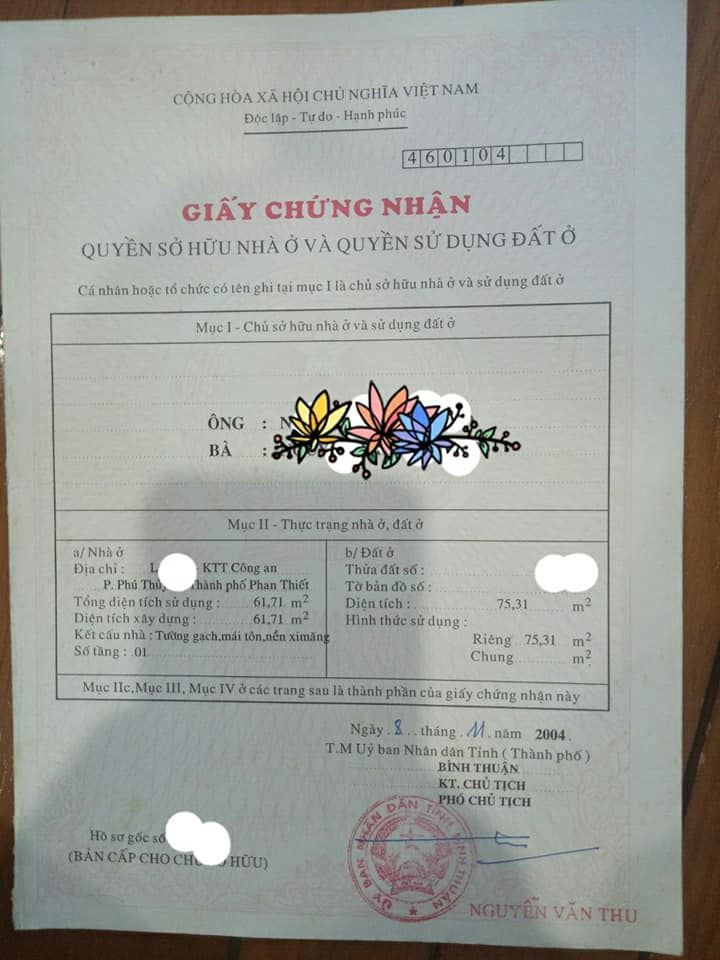 CỘNG HÒA XÃ HỘI CHỦ NGHĨA VIỆT NAM
Độc lập - Tự do - Hạnh phúc
460104
GIẤY CHỨNG NHẬN
QUYỀN SỞ HỮU NHÀ Ở VÀ QUYỀN SỬ DỤNG ĐẤT Ở
Cá nhân hoặc tổ chức có tên ghi tại mục I là chủ sở hữu nhà ở và sử dụng đất ở
Mục I - Chủ sở hữu nhà ở và sử dụng đất ở
ÔNG : N
BÀ :
Mục II - Thực trạng nhà ở, đất ở
a/ Nhà ở
Địa chỉ : L KTT Công an
P. Phú Thủy Thành phố Phan Thiết
Tổng diện tích sử dụng : 61,71 m2
Diện tích xây dựng : 61,71 m2
Kết cấu nhà : Tường gạch,mái tôn,nền ximăng
Số tầng : .01
b/ Đất ở
Thửa đất số :
Tờ bản đồ số :
Diện tích : 75,31 m2
Hình thức sử dụng :
Riêng 75,31 m2
Chung m2
Mục IIc,Mục III, Mục IV ở các trang sau là thành phần của giấy chứng nhận này
Ngày 8 tháng 11 năm 2004
T.M Uỷ ban Nhân dân Tỉnh ( Thành phố )
BÌNH THUẬN
KT. CHỦ TỊCH
PHÓ CHỦ TỊCH
Hồ sơ gốc số
(BẢN CẤP CHO CHỦ HỮU)
ỦY BAN NHÂN DÂN TỈNH BÌNH THUẬN
NGUYỄN VĂN THU